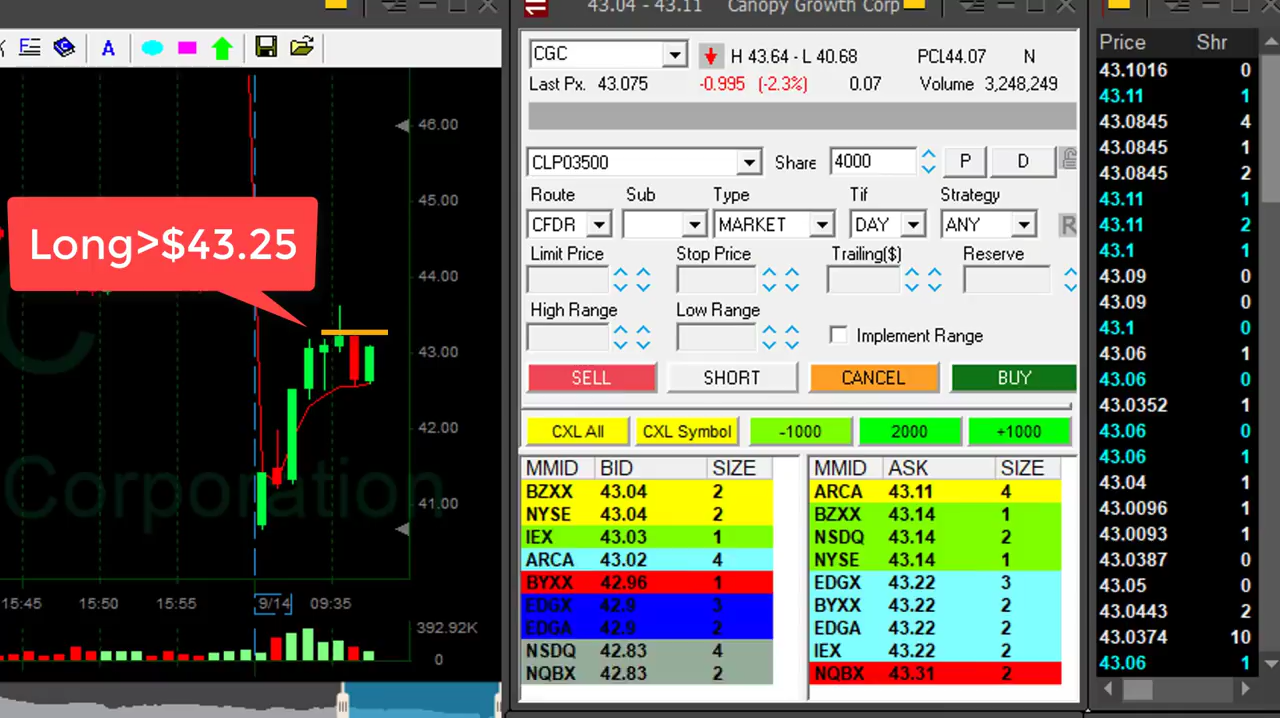 A
46.00
45.00
44.00
43.00
42.00
41.00
Long>$43.25
Corporation
15:45 15:50 15:55 9/14 09:35
392.92K
0
43.04 - 43.11 Canopy Growth Corp
CGC H 43.64 - L 40.68 PCL44.07 N
Last Px. 43.075 -0.995 (-2.3%) 0.07 Volume 3,248,249
CLP03500 Share 4000 P D
Route Sub Type Tif Strategy
CFDR MARKET DAY ANY R
Limit Price Stop Price Trailing($) Reserve
High Range Low Range
Implement Range
SELL SHORT CANCEL BUY
CXL All CXL Symbol -1000 2000 +1000
MMID BID SIZE MMID ASK SIZE
BZXX 43.04 2 ARCA 43.11 4
NYSE 43.04 2 BZXX 43.14 1
IEX 43.03 1 NSDQ 43.14 2
ARCA 43.02 4 NYSE 43.14 1
BYXX 42.96 1 EDGX 43.22 3
EDGX 42.9 3 BYXX 43.22 2
EDGA 42.9 2 EDGA 43.22 2
NSDQ 42.83 4 IEX 43.22 2
NQBX 42.83 2 NQBX 43.31 2
Price Shr
43.1016 0
43.11 1
43.0845 4
43.0845 1
43.0845 2
43.11 1
43.11 2
43.1 1
43.09 0
43.09 0
43.1 0
43.06 1
43.06 0
43.0352 1
43.06 0
43.06 1
43.04 1
43.0096 1
43.0093 1
43.0387 0
43.05 0
43.0443 2
43.0374 10
43.06 1